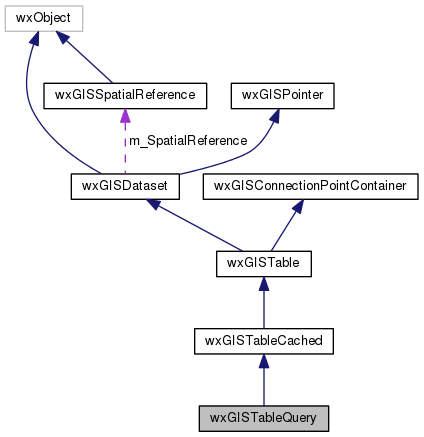 wxObject
wxGISSpatialReference
wxGISPointer
m_SpatialReference
wxGISDataset
wxGISConnectionPointContainer
wxGISTable
wxGISTableCached
wxGISTableQuery